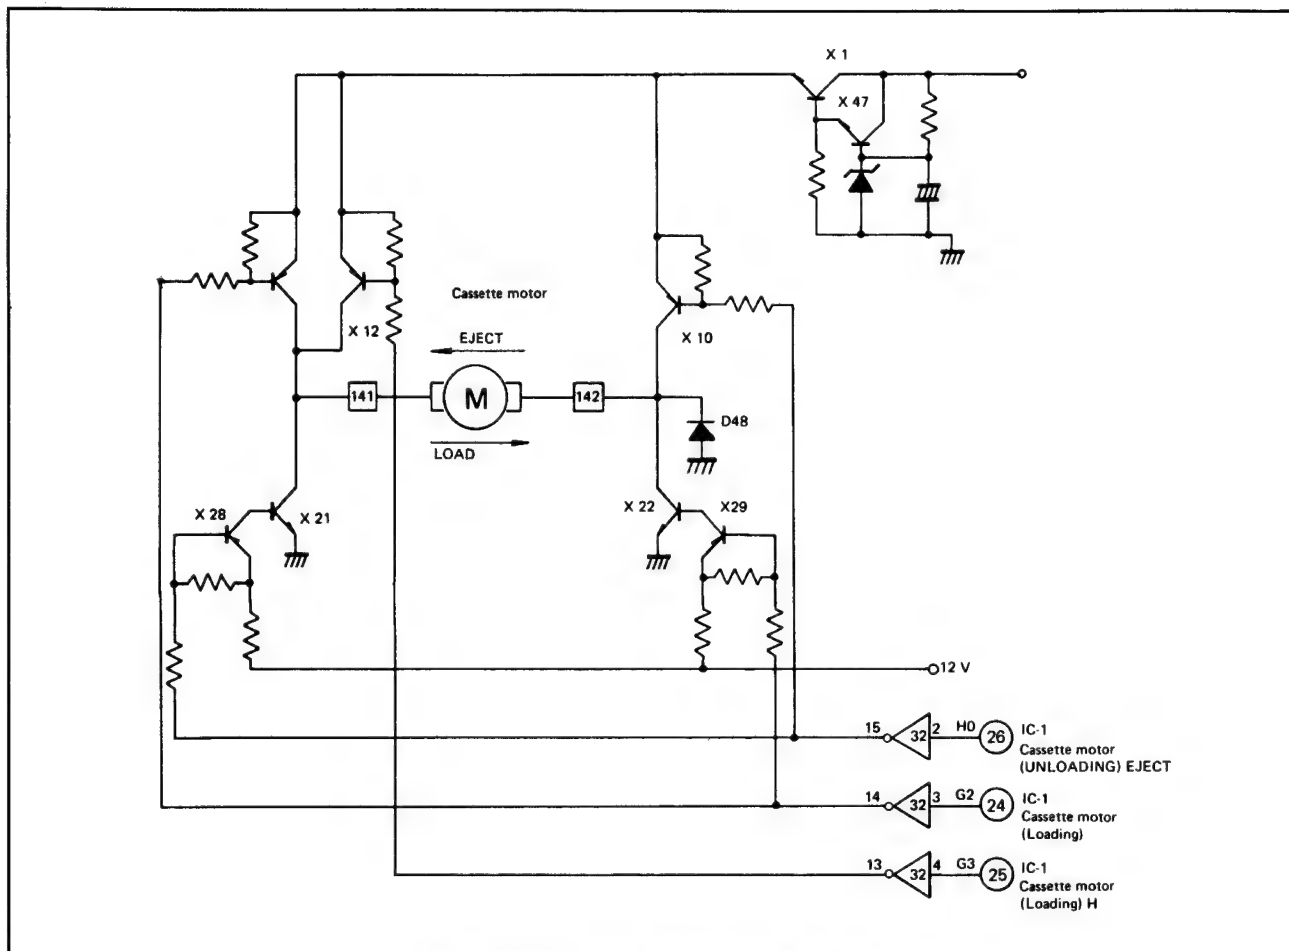 X 1
X 47
Cassette motor
X 12
EJECT
X 10
141
M
142
LOAD
D48
X 28
X 21
X 22
X29
12 V
15
32
2
H0
26
IC-1
Cassette motor
(UNLOADING) EJECT
14
32
3
G2
24
IC-1
Cassette motor
(Loading)
13
32
4
G3
25
IC-1
Cassette motor
(Loading) H